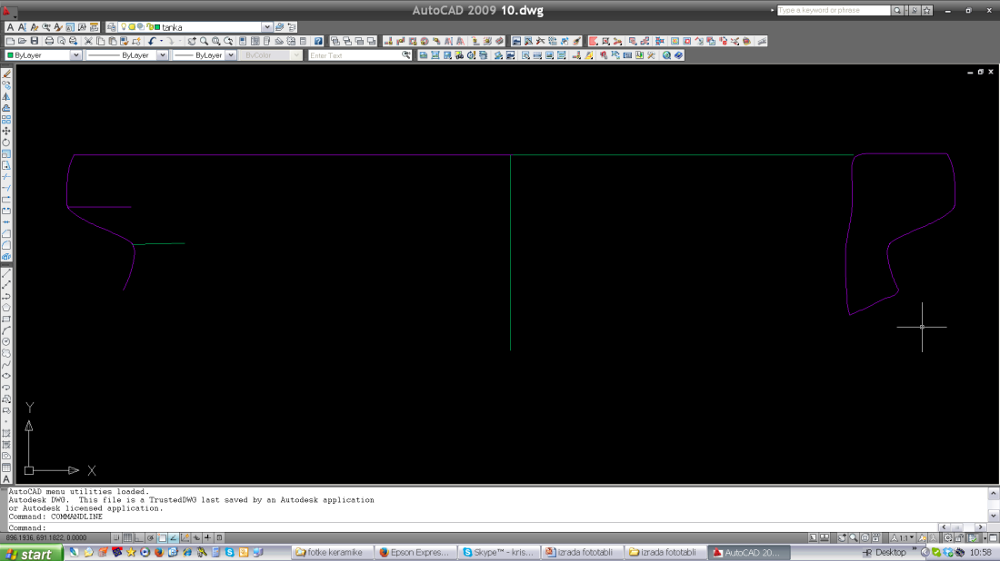 AutoCAD 2009 10.dwg
Type a keyword or phrase
tanka
ByLayer
ByLayer
ByLayer
ByColor
Enter Text
Y
X
AutoCAD menu utilities loaded.
Autodesk DWG.  This file is a TrustedDWG last saved by an Autodesk application
or Autodesk licensed application.
Command: COMMANDLINE
Command:
896.1936, 691.1822, 0.0000
1:1
start
fotke keramike
Epson Expres...
Skype™ - kris...
izrada fototabli
izrada fototabli
AutoCAD 20...
Desktop
10:58